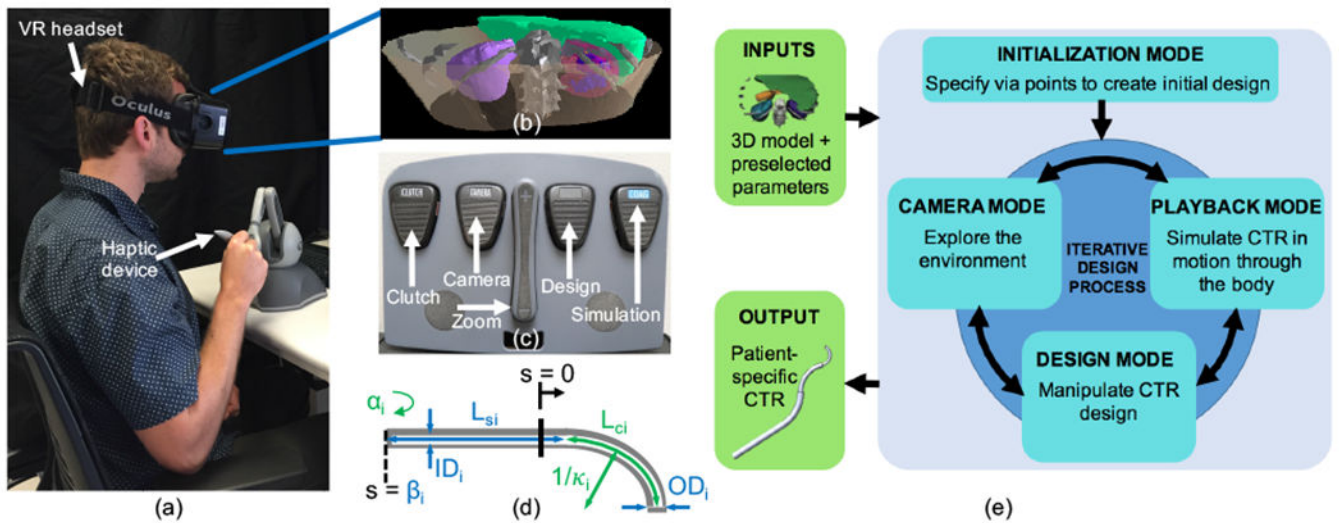 VR headset
Oculus
Haptic
device
(a)
(b)
CLUTCH
CAMERA
COAG
Clutch
Camera
Zoom
Design
Simulation
(c)
s = 0
αi
Lsi
Lci
IDi
1/κi
ODi
s = βi
(d)
INPUTS
3D model +
preselected
parameters
OUTPUT
Patient-
specific
CTR
INITIALIZATION MODE
Specify via points to create initial design
CAMERA MODE
Explore the
environment
PLAYBACK MODE
Simulate CTR in
motion through
the body
ITERATIVE
DESIGN
PROCESS
DESIGN MODE
Manipulate CTR
design
(e)